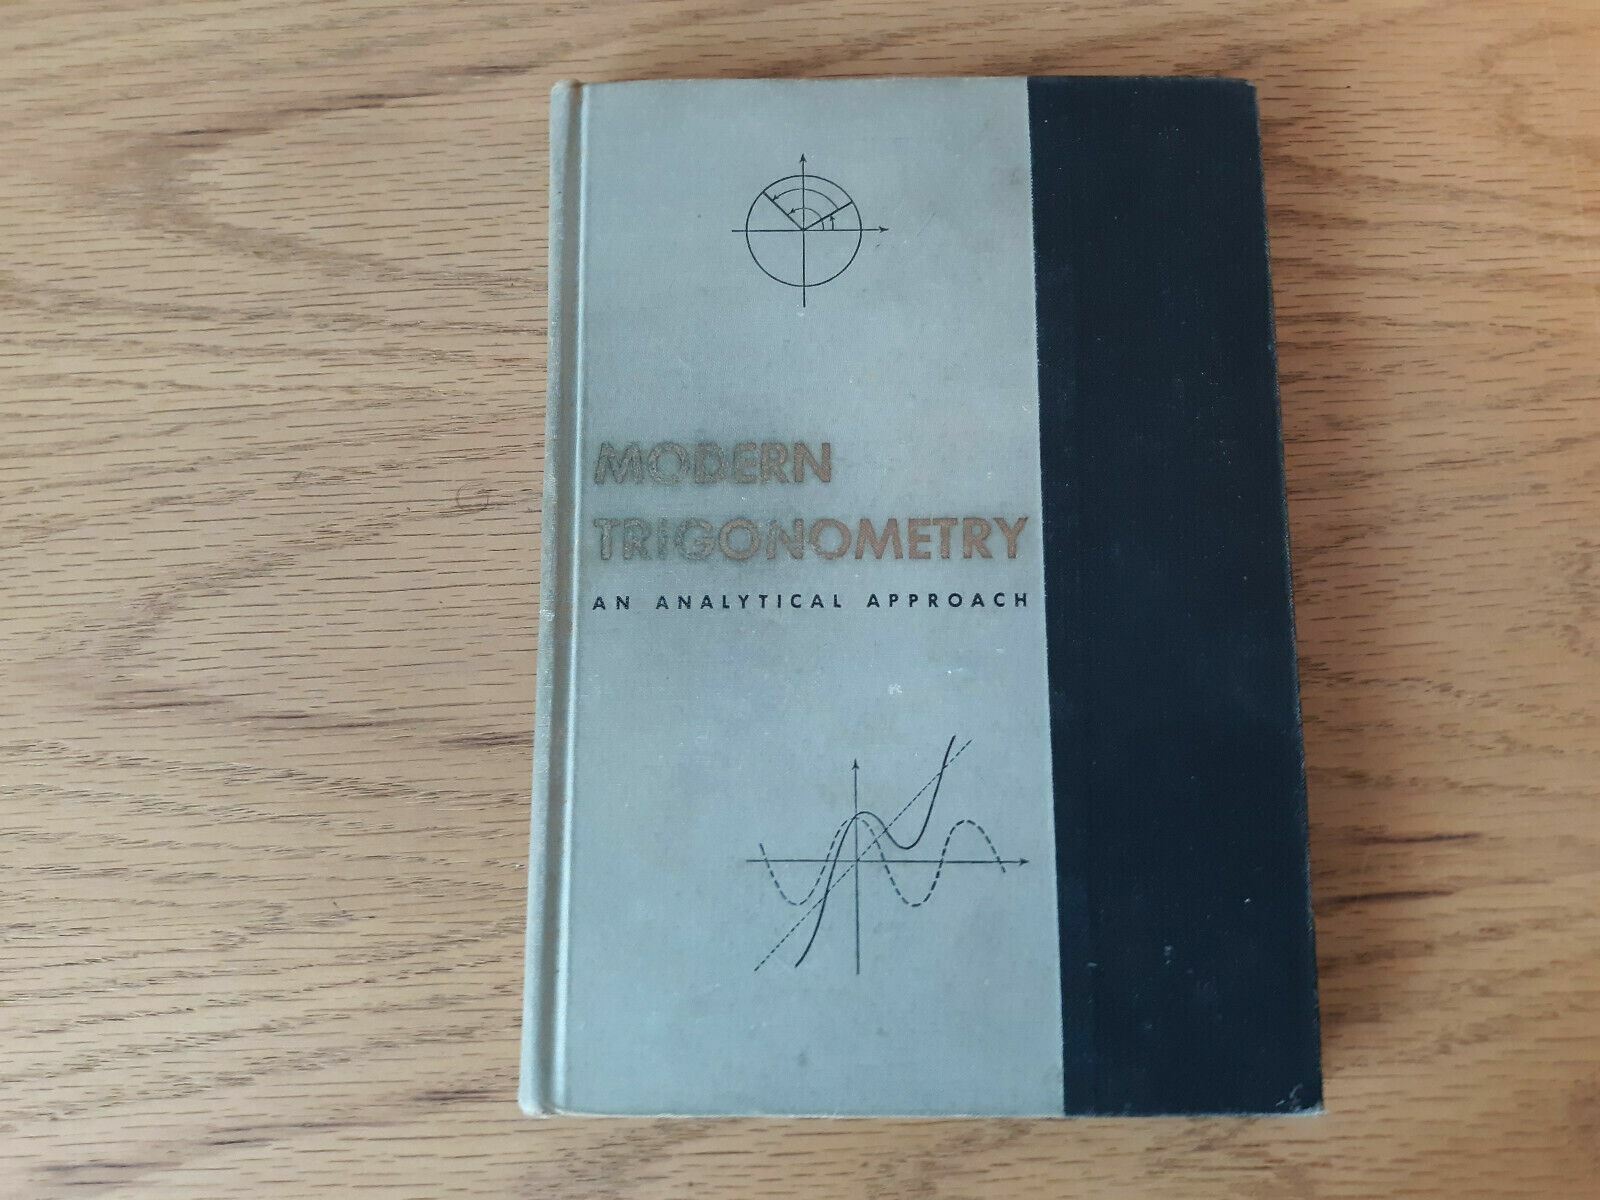 MODERN
TRIGONOMETRY
AN ANALYTICAL APPROACH